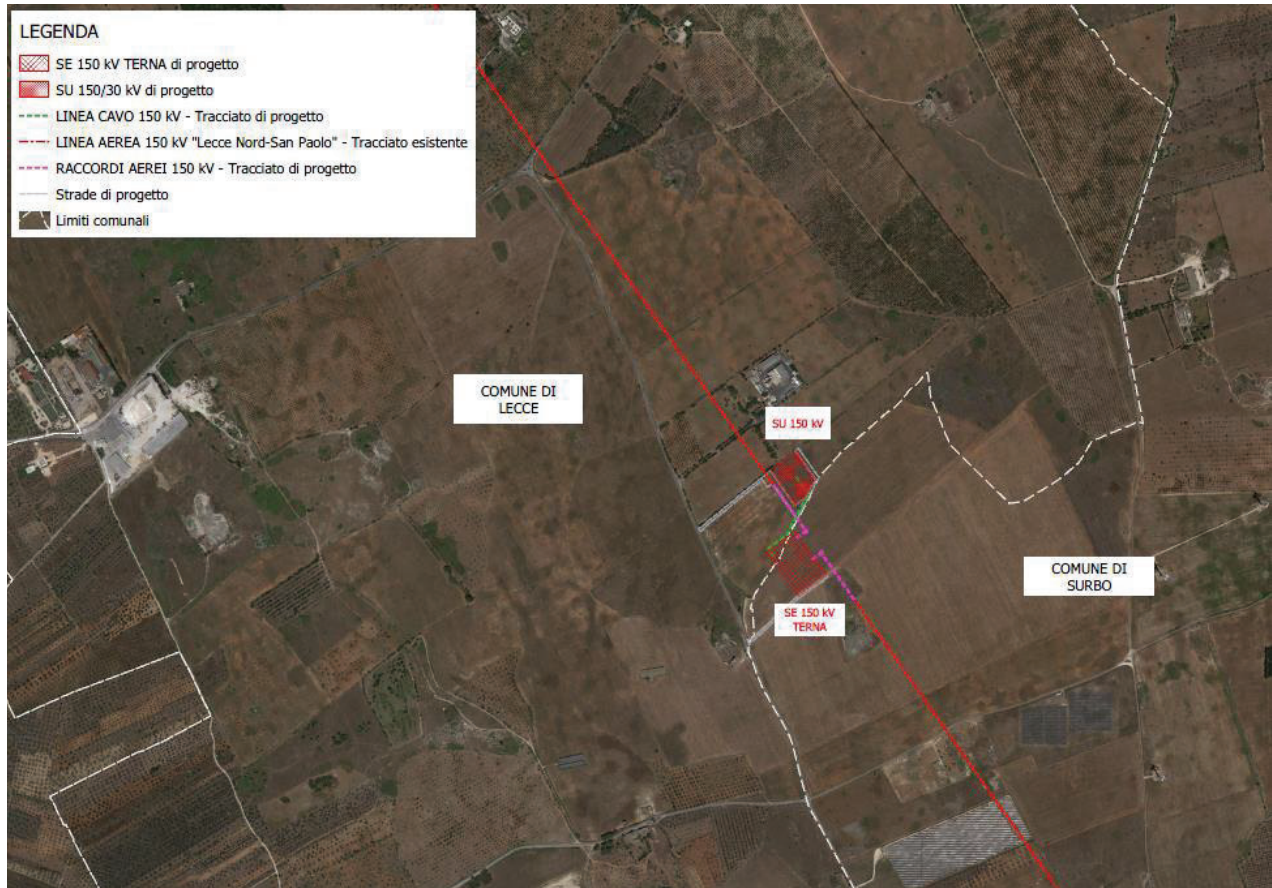 LEGENDA
SE 150 kV TERNA di progetto
SU 150/30 kV di progetto
LINEA CAVO 150 kV - Tracciato di progetto
LINEA AEREA 150 kV "Lecce Nord-San Paolo" - Tracciato esistente
RACCORDI AEREI 150 kV - Tracciato di progetto
Strade di progetto
Limiti comunali
COMUNE DI
LECCE
SU 150 kV
COMUNE DI
SURBO
SE 150 kV
TERNA